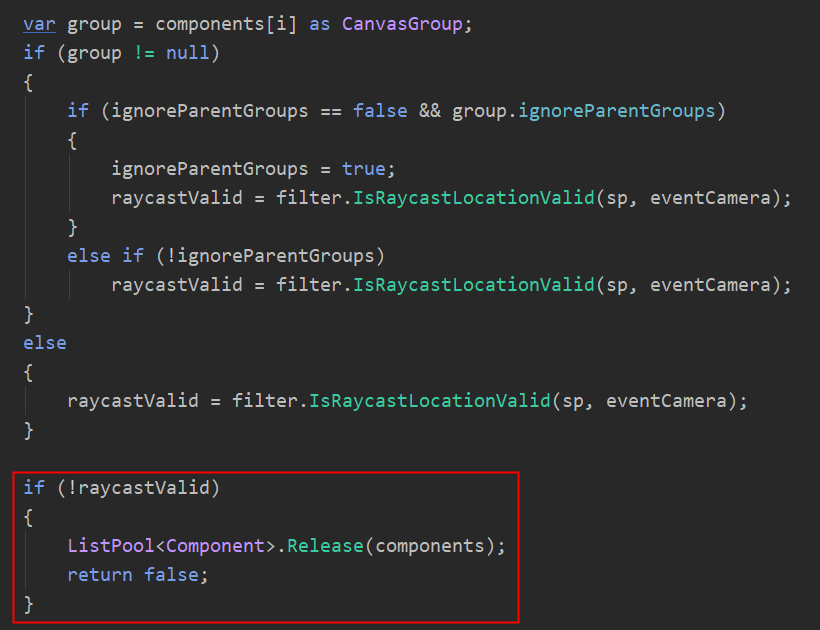 var group = components[i] as CanvasGroup;
if (group != null)
{
    if (ignoreParentGroups == false && group.ignoreParentGroups)
    {
        ignoreParentGroups = true;
        raycastValid = filter.IsRaycastLocationValid(sp, eventCamera);
    }
    else if (!ignoreParentGroups)
        raycastValid = filter.IsRaycastLocationValid(sp, eventCamera);
}
else
{
    raycastValid = filter.IsRaycastLocationValid(sp, eventCamera);
}
if (!raycastValid)
{
    ListPool<Component>.Release(components);
    return false;
}